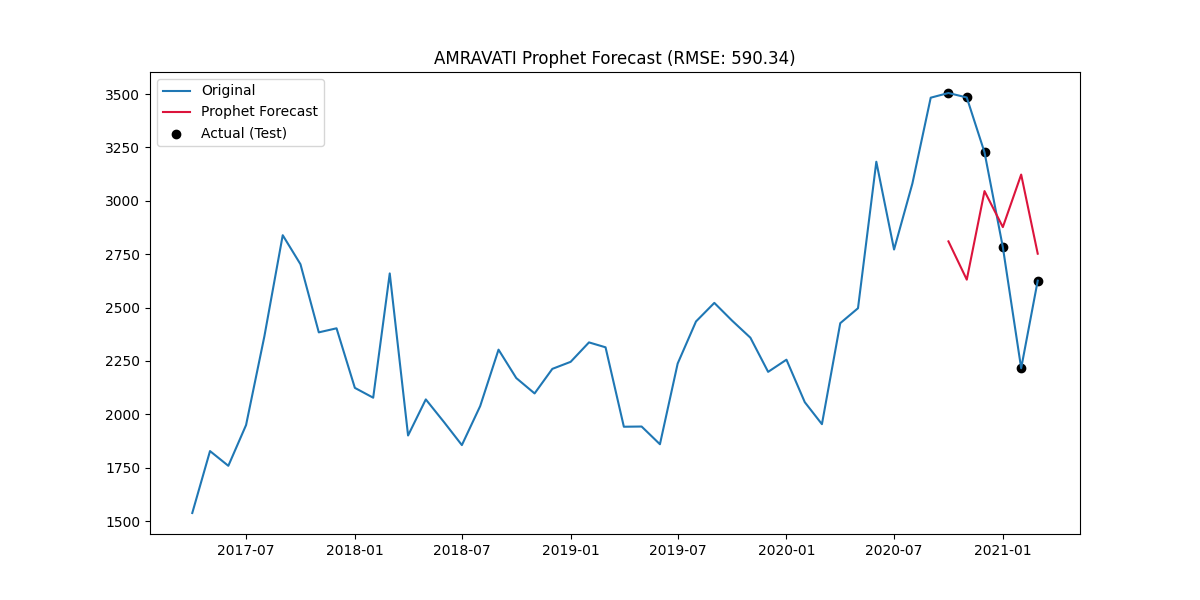 AMRAVATI Prophet Forecast (RMSE: 590.34)
Original
Prophet Forecast
Actual (Test)
3500
3250
3000
2750
2500
2250
2000
1750
1500
2017-07 2018-01 2018-07 2019-01 2019-07 2020-01 2020-07 2021-01